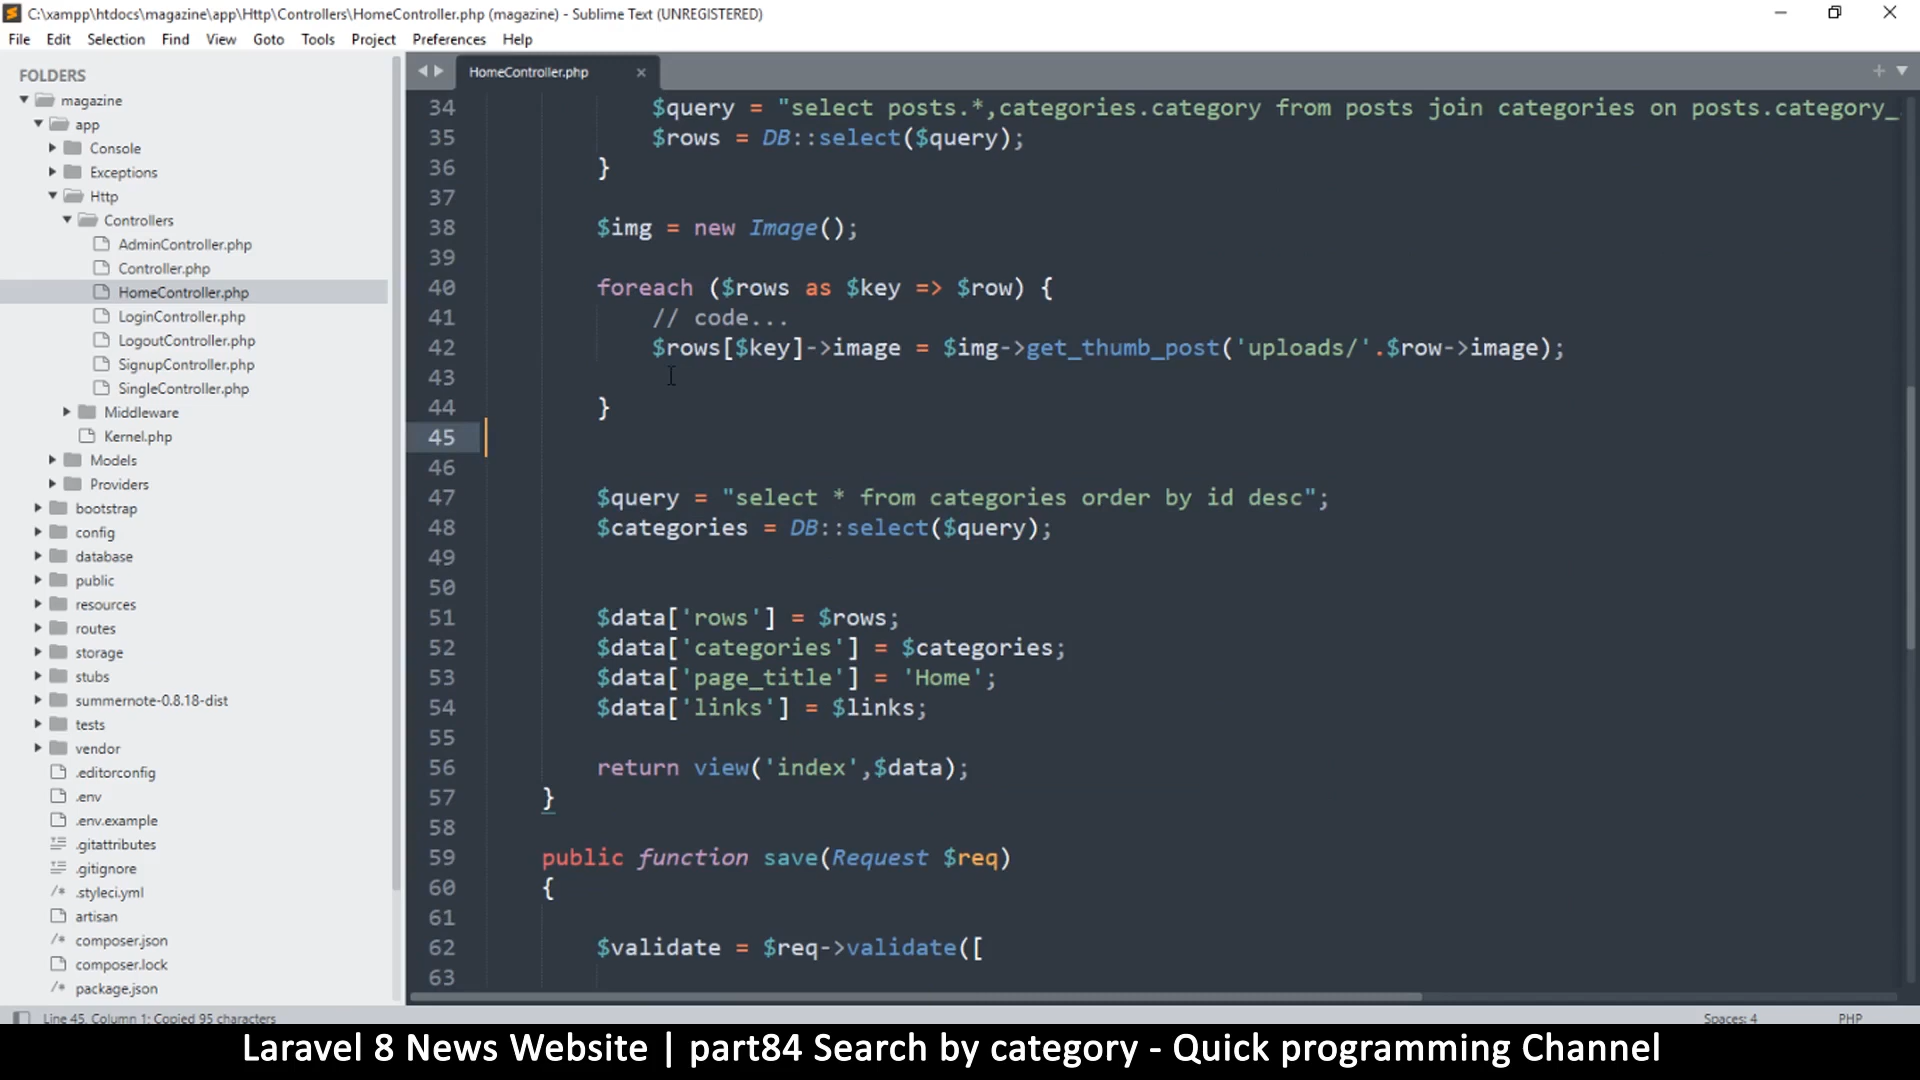 C:\xampp\htdocs\magazine\app\Http\Controllers\HomeController.php (magazine) - Sublime Text (UNREGISTERED)
File Edit Selection Find View Goto Tools Project Preferences Help
FOLDERS
magazine
app
Console
Exceptions
Http
Controllers
AdminController.php
Controller.php
HomeController.php
LoginController.php
LogoutController.php
SignupController.php
SingleController.php
Middleware
Kernel.php
Models
Providers
bootstrap
config
database
public
resources
routes
storage
stubs
summernote-0.8.18-dist
tests
vendor
.editorconfig
.env
.env.example
.gitattributes
.gitignore
/* .styleci.yml
artisan
/* composer.json
composer.lock
package.json
HomeController.php
34 $query = "select posts.*,categories.category from posts join categories on posts.category_
35 $rows = DB::select($query);
36 }
37
38 $img = new Image();
39
40 foreach ($rows as $key => $row) {
41 // code...
42 $rows[$key]->image = $img->get_thumb_post('uploads/'.$row->image);
43
44 }
45
46
47 $query = "select * from categories order by id desc";
48 $categories = DB::select($query);
49
50
51 $data['rows'] = $rows;
52 $data['categories'] = $categories;
53 $data['page_title'] = 'Home';
54 $data['links'] = $links;
55
56 return view('index',$data);
57 }
58
59 public function save(Request $req)
60 {
61
62 $validate = $req->validate([
63
Line 45, Column 1; Copied 95 characters
Spaces: 4
PHP
Laravel 8 News Website | part84 Search by category - Quick programming Channel